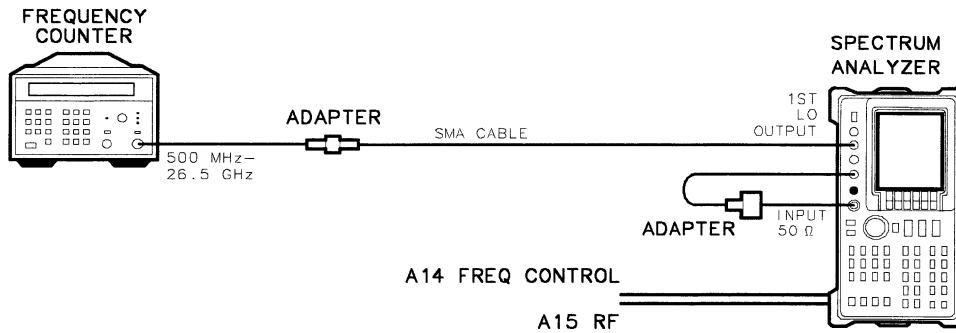 FREQUENCY
COUNTER
SPECTRUM
ANALYZER
1ST
LO
OUTPUT
ADAPTER
SMA CABLE
500 MHz–
26.5 GHz
ADAPTER
INPUT
50 Ω
A14 FREQ CONTROL
A15 RF